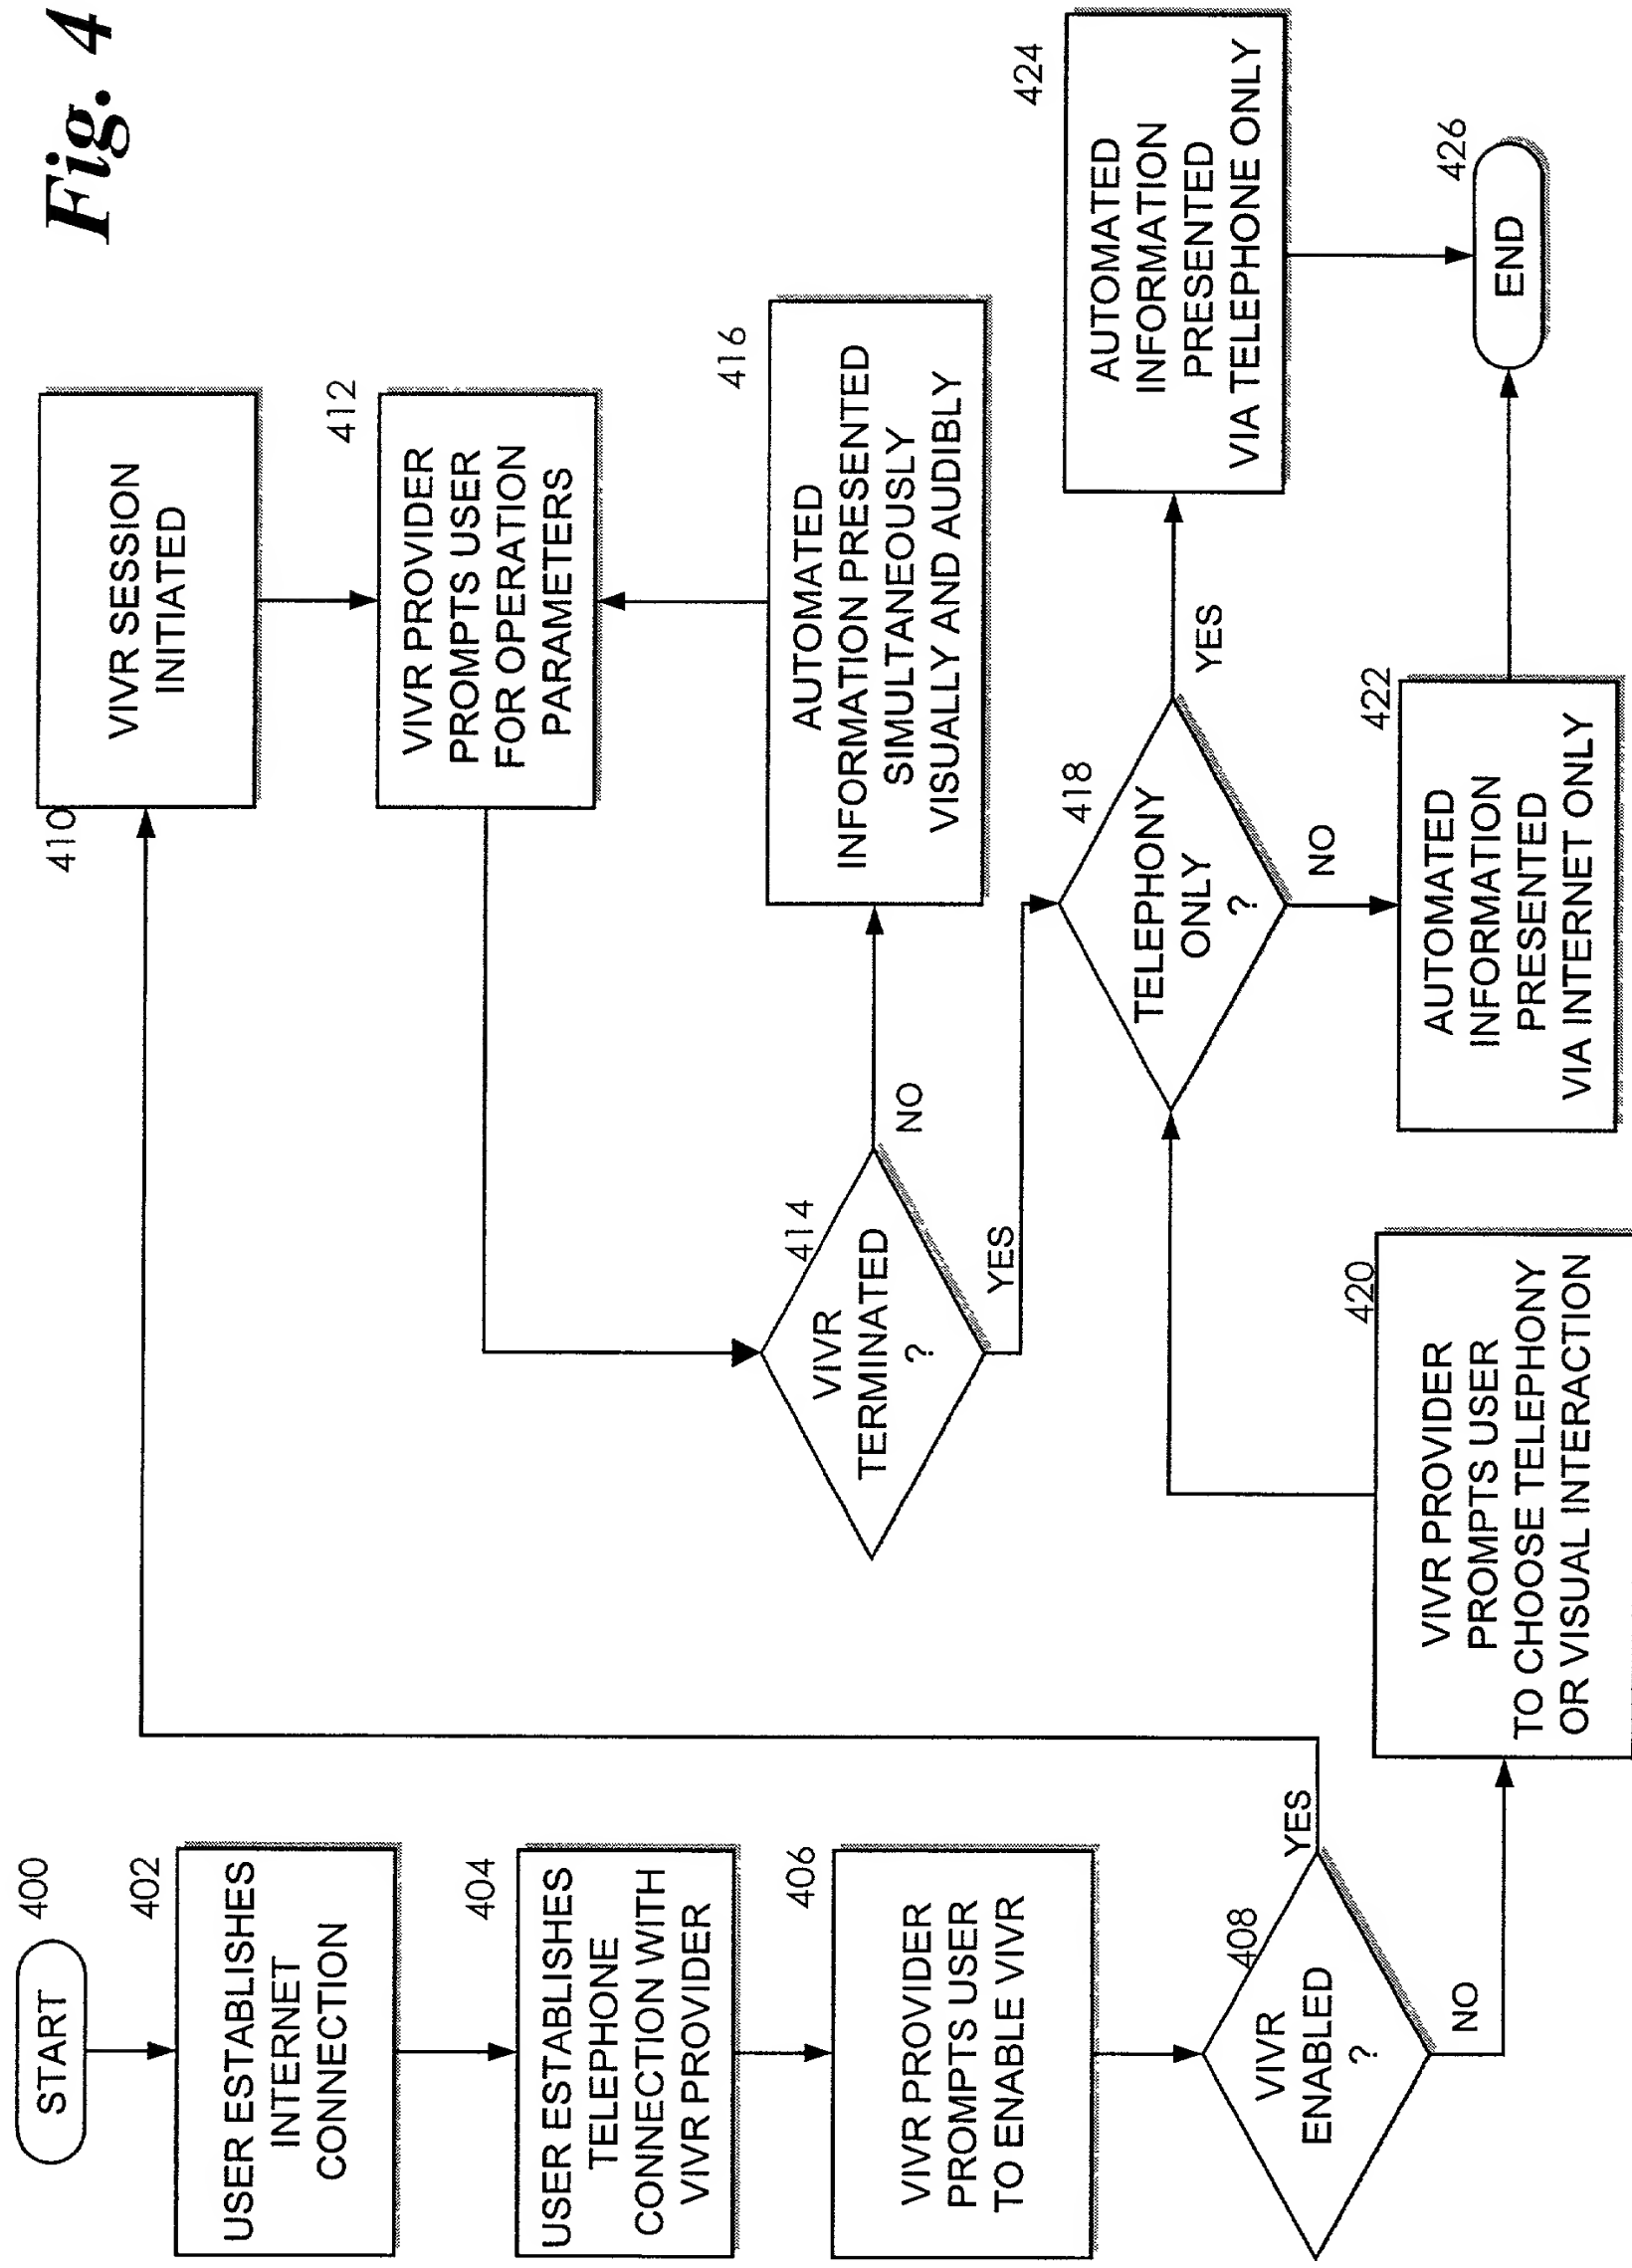 Fig. 4
START
400
402
USER ESTABLISHES
INTERNET
CONNECTION
404
USER ESTABLISHES
TELEPHONE
CONNECTION WITH
VIVR PROVIDER
406
VIVR PROVIDER
PROMPTS USER
TO ENABLE VIVR
408
VIVR
ENABLED
?
YES
NO
410
VIVR SESSION
INITIATED
412
VIVR PROVIDER
PROMPTS USER
FOR OPERATION
PARAMETERS
414
VIVR
TERMINATED
?
NO
YES
416
AUTOMATED
INFORMATION PRESENTED
SIMULTANEOUSLY
VISUALLY AND AUDIBLY
418
TELEPHONY
ONLY
?
YES
NO
420
VIVR PROVIDER
PROMPTS USER
TO CHOOSE TELEPHONY
OR VISUAL INTERACTION
422
AUTOMATED
INFORMATION
PRESENTED
VIA INTERNET ONLY
424
AUTOMATED
INFORMATION
PRESENTED
VIA TELEPHONE ONLY
426
END